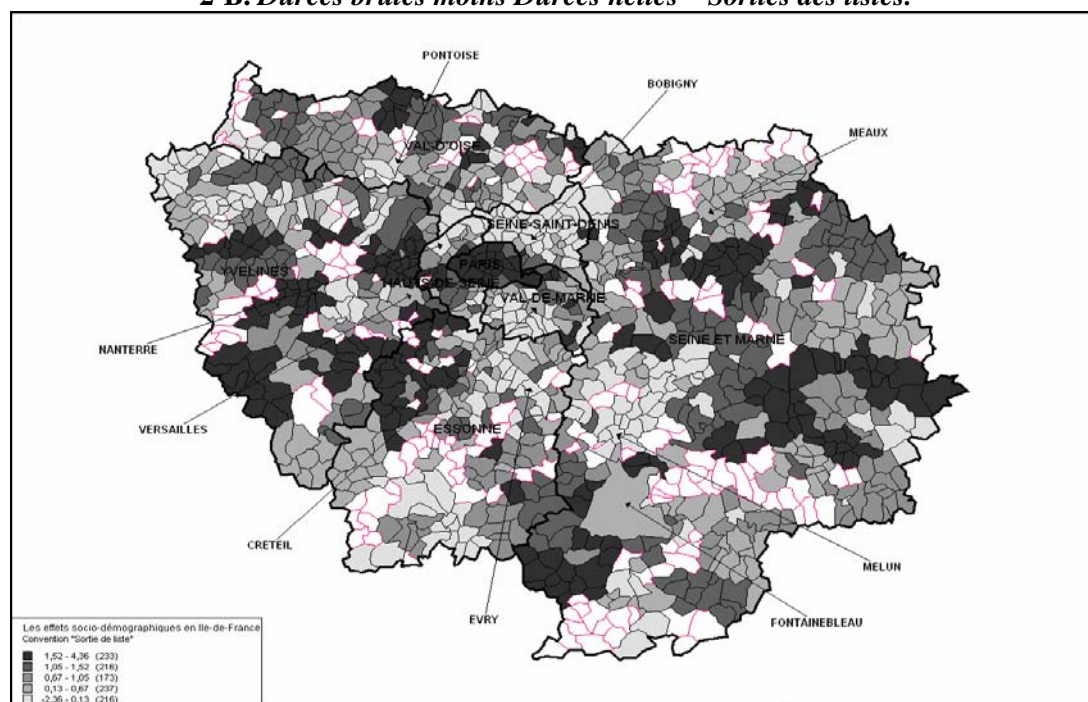 2-B. Durées brutes moins Durées nettes – Sorties des listes.
PONTOISE
BOBIGNY
MEAUX
VAL-D'OISE
SEINE-SAINT-DENIS
PARIS
YVELINES
HAUTS-DE-SEINE
VAL-DE-MARNE
SEINE ET MARNE
NANTERRE
VERSAILLES
ESSONNE
CRETEIL
MELUN
EVRY
FONTAINEBLEAU
Les effets socio-démographiques en Ile-de-France
Convention "Sortie de liste"
1,52 - 4,36 (233)
1,05 - 1,52 (216)
0,67 - 1,05 (173)
0,13 - 0,67 (237)
-2,36 - 0,13 (216)